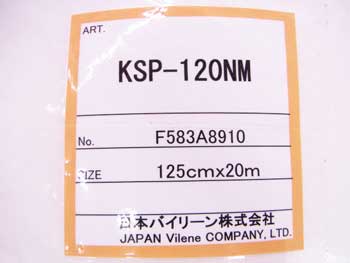 ART.
KSP-120NM
No. F583A8910
SIZE 125cmx20m
日本バイリーン株式会社
JAPAN Vilene COMPANY, LTD.